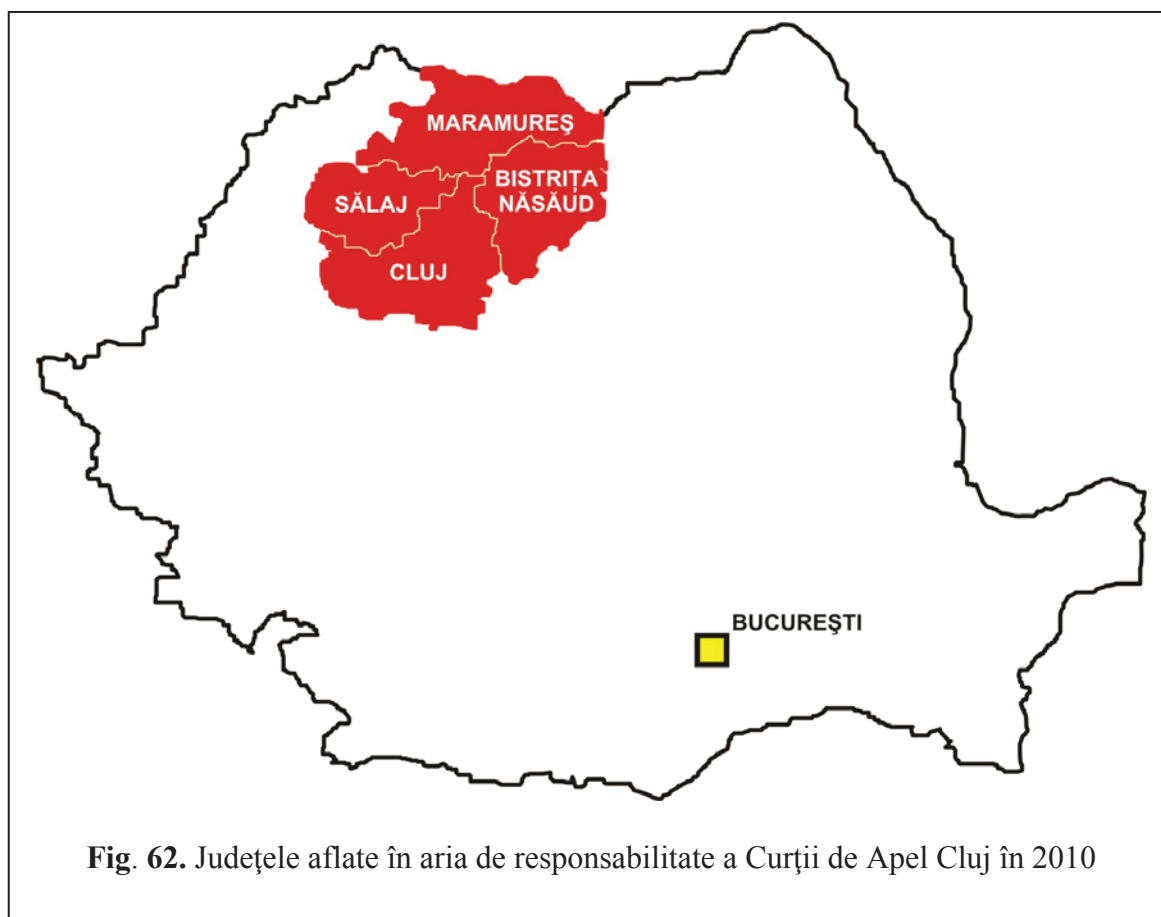 MARAMUREŞ
BISTRIȚA
NĂSĂUD
SĂLAJ
CLUJ
BUCUREŞTI
Fig. 62. Judeţele aflate în aria de responsabilitate a Curţii de Apel Cluj în 2010